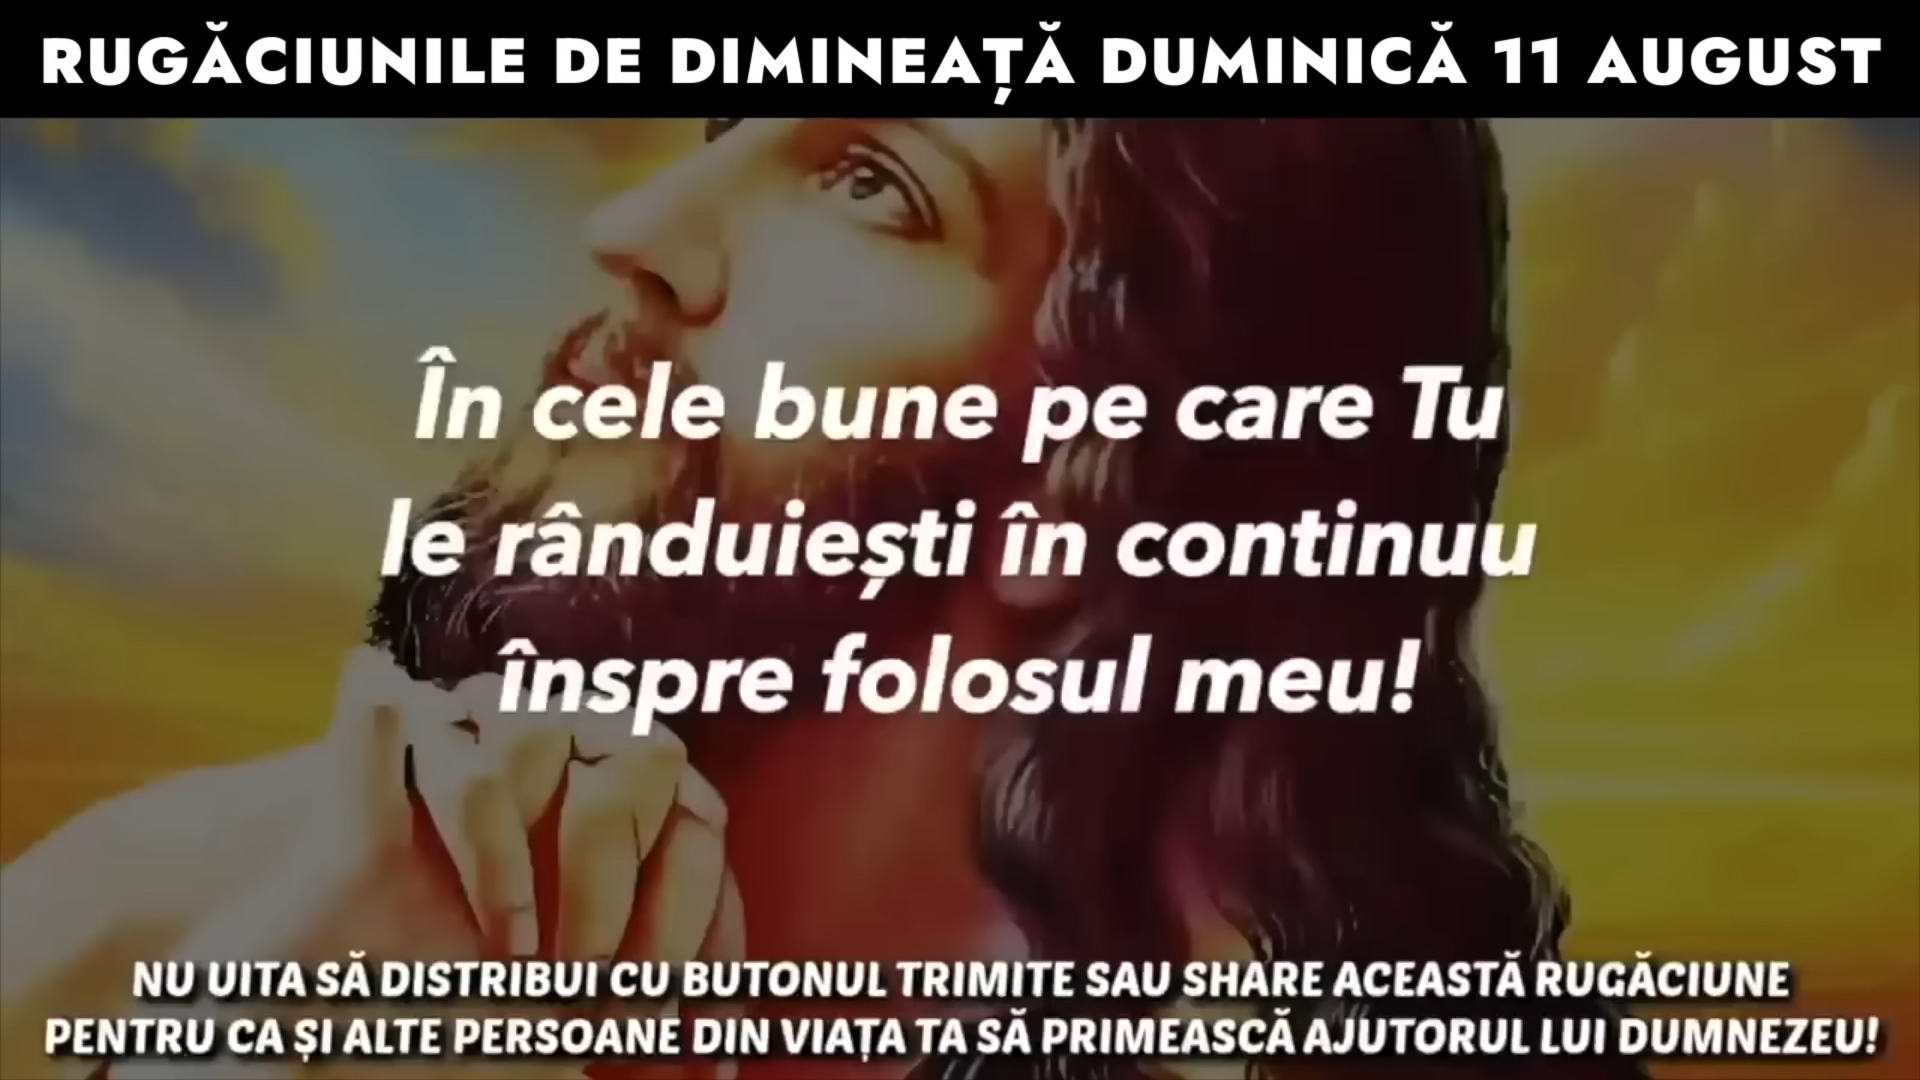 RUGĂCIUNILE DE DIMINEAȚĂ DUMINICĂ 11 AUGUST
În cele bune pe care Tu
le rânduiești în continuu
înspre folosul meu!
NU UITA SĂ DISTRIBUI CU BUTONUL TRIMITE SAU SHARE ACEASTĂ RUGĂCIUNE
PENTRU CA ȘI ALTE PERSOANE DIN VIAȚA TA SĂ PRIMEASCĂ AJUTORUL LUI DUMNEZEU!